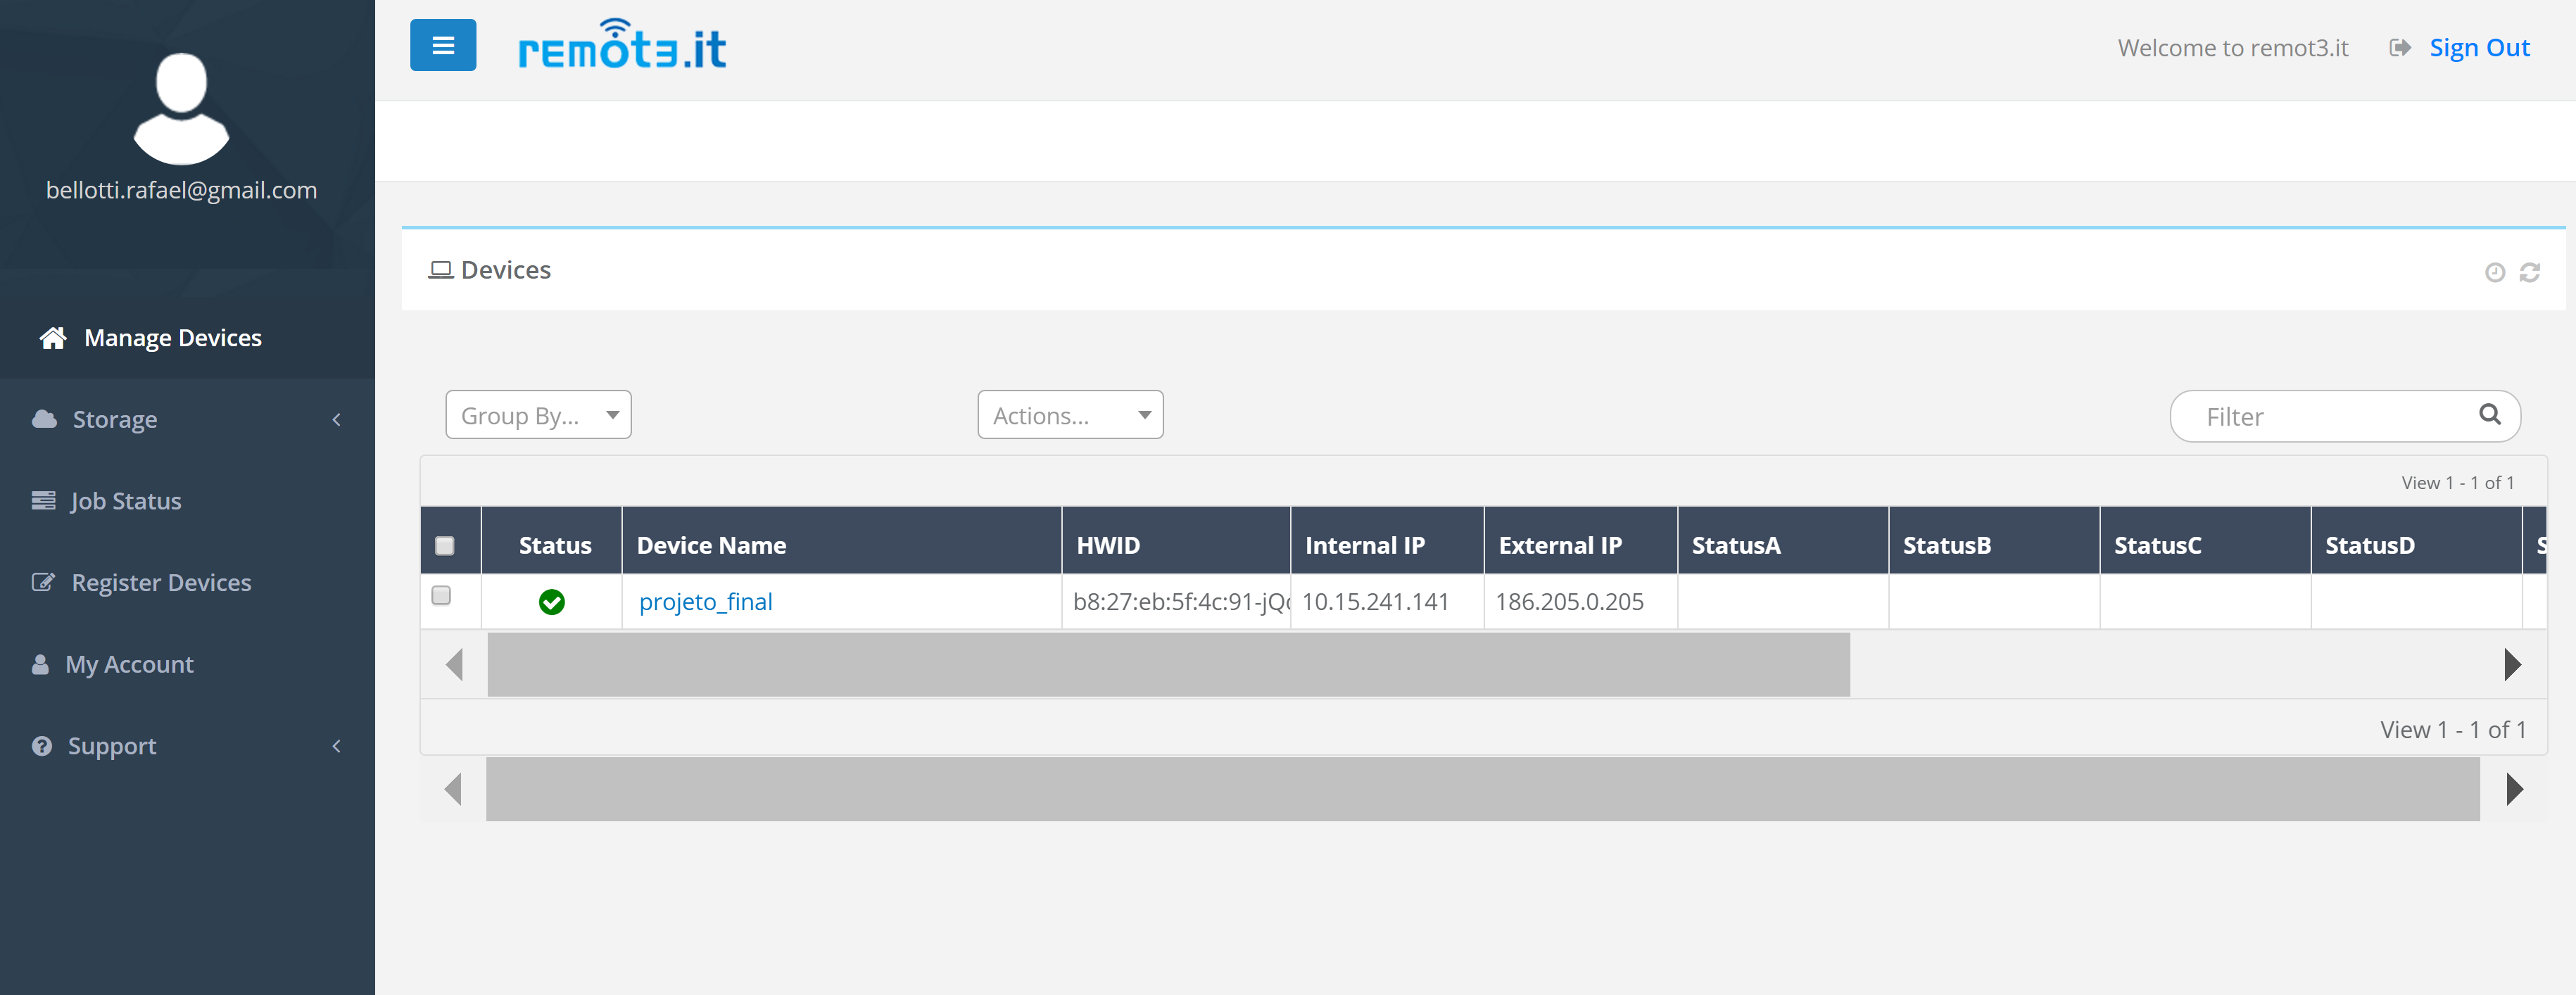 remot3.it
Welcome to remot3.it
Sign Out
bellotti.rafael@gmail.com
Manage Devices
Storage
Job Status
Register Devices
My Account
Support
Devices
Group By...
Actions...
Filter
View 1 - 1 of 1
Status Device Name HWID Internal IP External IP StatusA StatusB StatusC StatusD S
projeto_final b8:27:eb:5f:4c:91-jQ 10.15.241.141 186.205.0.205
View 1 - 1 of 1